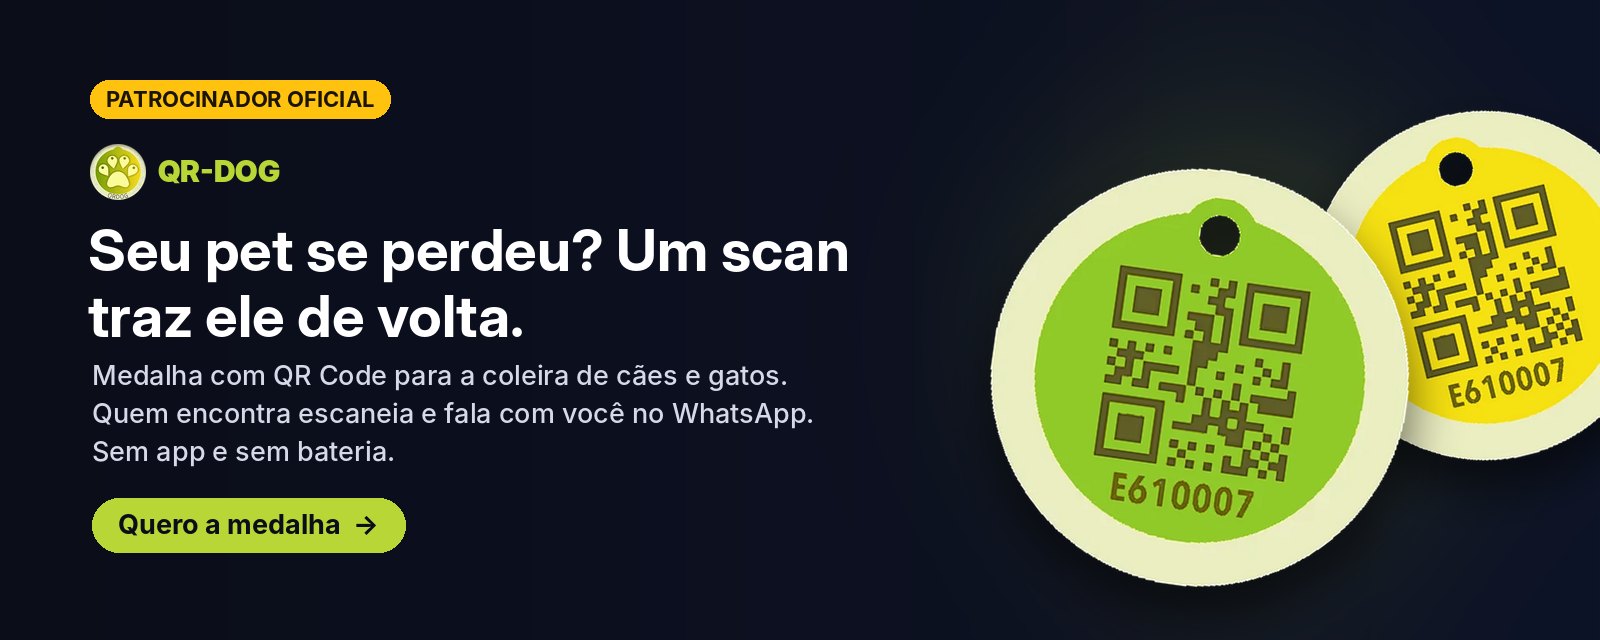 PATROCINADOR OFICIAL
QR-DOG
Seu pet se perdeu? Um scan
traz ele de volta.
Medalha com QR Code para a coleira de cães e gatos.
Quem encontra escaneia e fala com você no WhatsApp.
Sem app e sem bateria.
Quero a medalha →
E610007
E610007